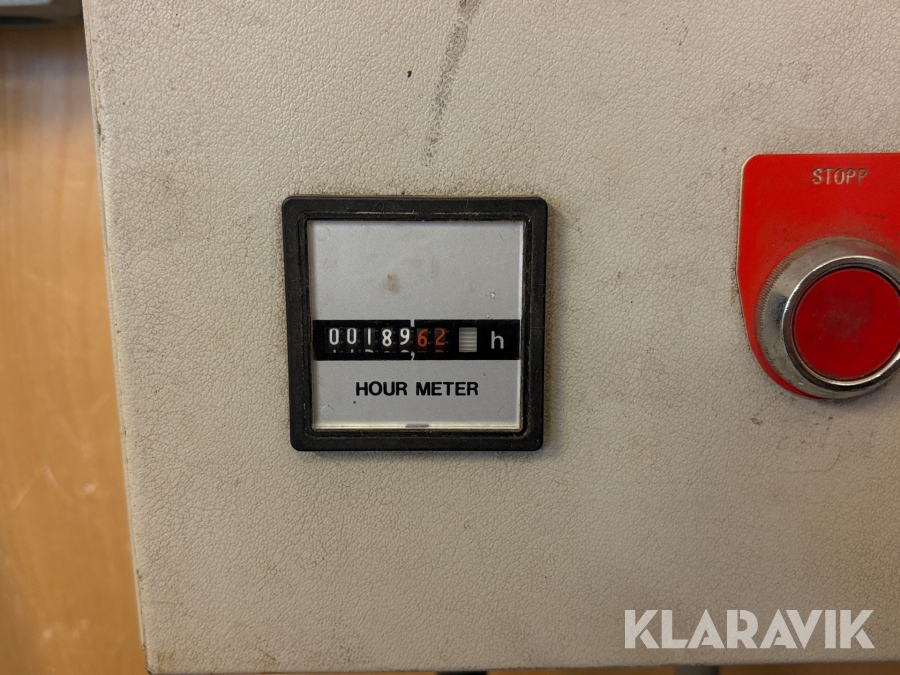 STOPP
0018962 h
HOUR METER
KLARAVIK